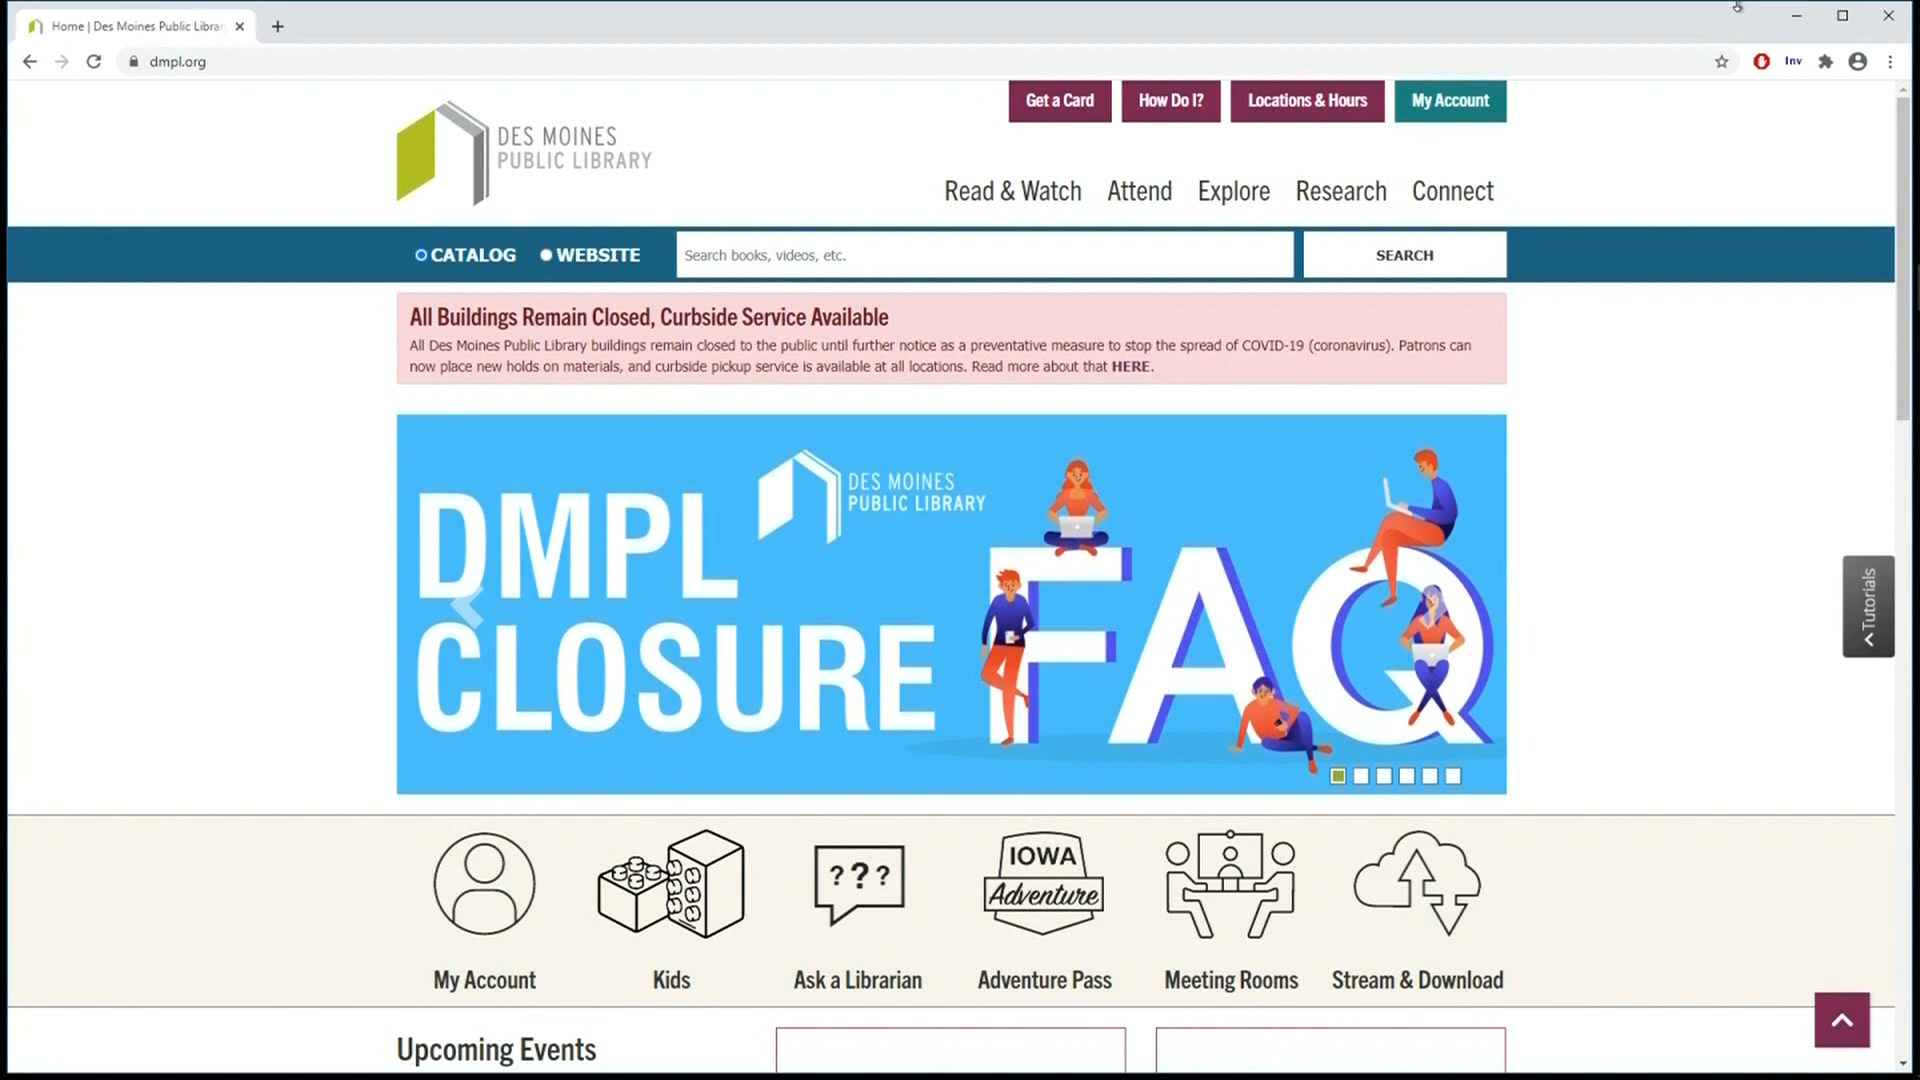 Home | Des Moines Public Librar
dmpl.org
Inv
Get a Card
How Do I?
Locations & Hours
My Account
DES MOINES
PUBLIC LIBRARY
Read & Watch
Attend
Explore
Research
Connect
CATALOG
WEBSITE
Search books, videos, etc.
SEARCH
All Buildings Remain Closed, Curbside Service Available
All Des Moines Public Library buildings remain closed to the public until further notice as a preventative measure to stop the spread of COVID-19 (coronavirus). Patrons can
now place new holds on materials, and curbside pickup service is available at all locations. Read more about that HERE.
DMPL
CLOSURE
DES MOINES
PUBLIC LIBRARY
FAQ
Tutorials
???
IOWA
Adventure
My Account
Kids
Ask a Librarian
Adventure Pass
Meeting Rooms
Stream & Download
Upcoming Events